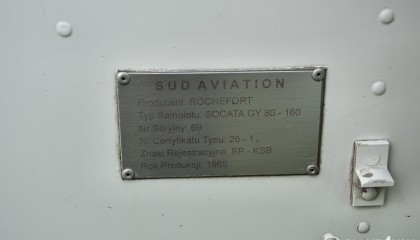 SUD AVIATION
Producent: ROCHEFORT
Typ Samolotu: SOCATA GY 80 - 160
Nr Seryjny: 69
Nr Certyfikatu Typu: 26 - 1.
Znaki Rejestracyjne: SP - KSB
Rok Produkcji: 1965